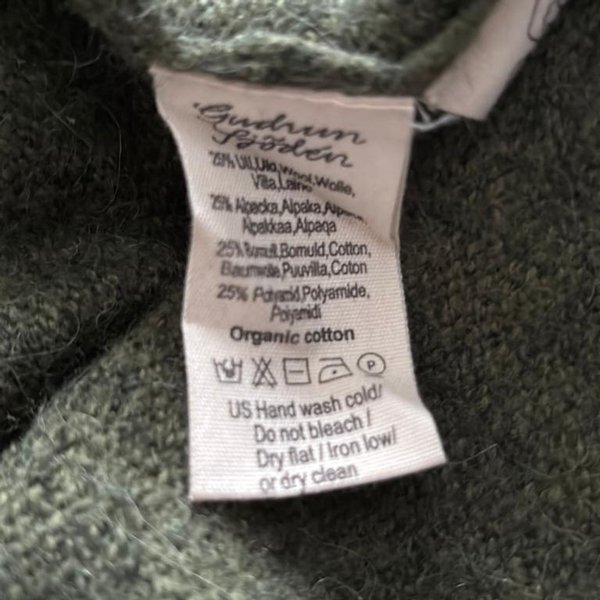 Gudrun
Sjödén
25% Ull,Uld,Wool,Wolle,
Villa,Laine
25% Alpacka,Alpaka,
Alpakkaa,Alpaqa
25% Bomull,Bomuld,Cotton,
Baumwolle,Puuvilla,Coton
25% Polyamid,Polyamide,
Polyamidi
Organic cotton
P
US Hand wash cold/
Do not bleach/
Dry flat/Iron low/
or dry clean